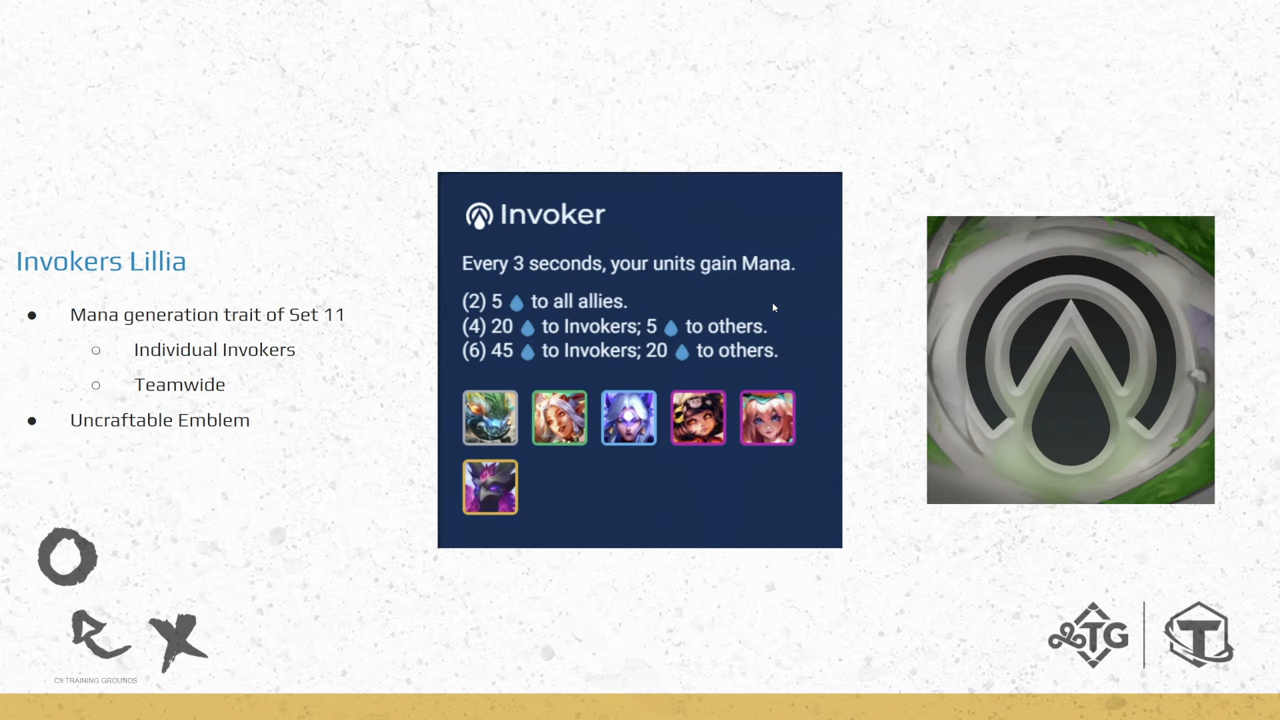 Invokers Lillia
● Mana generation trait of Set 11
○ Individual Invokers
○ Teamwide
● Uncraftable Emblem
Invoker
Every 3 seconds, your units gain Mana.
(2) 5 to all allies.
(4) 20 to Invokers; 5 to others.
(6) 45 to Invokers; 20 to others.
C9 TRAINING GROUNDS
TG
T